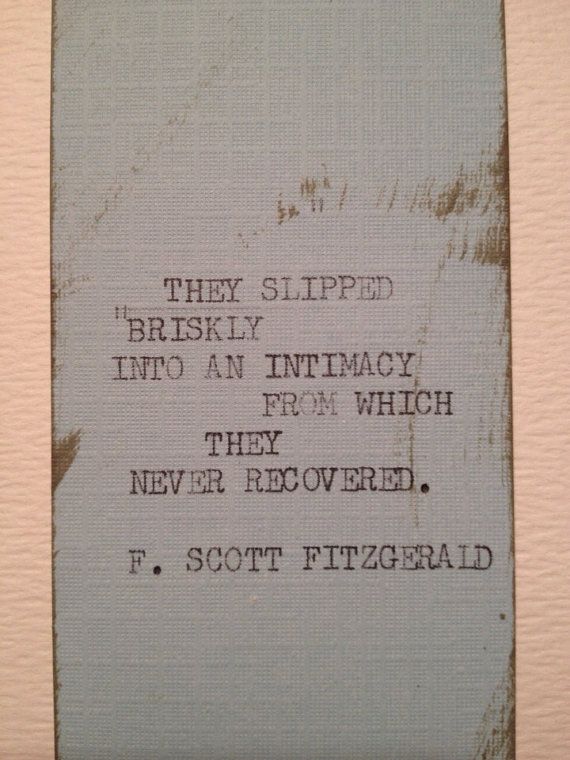 "
THEY SLIPPED
"BRISKLY
INTO AN INTIMACY
FROM WHICH
THEY
NEVER RECOVERED.
F. SCOTT FITZGERALD